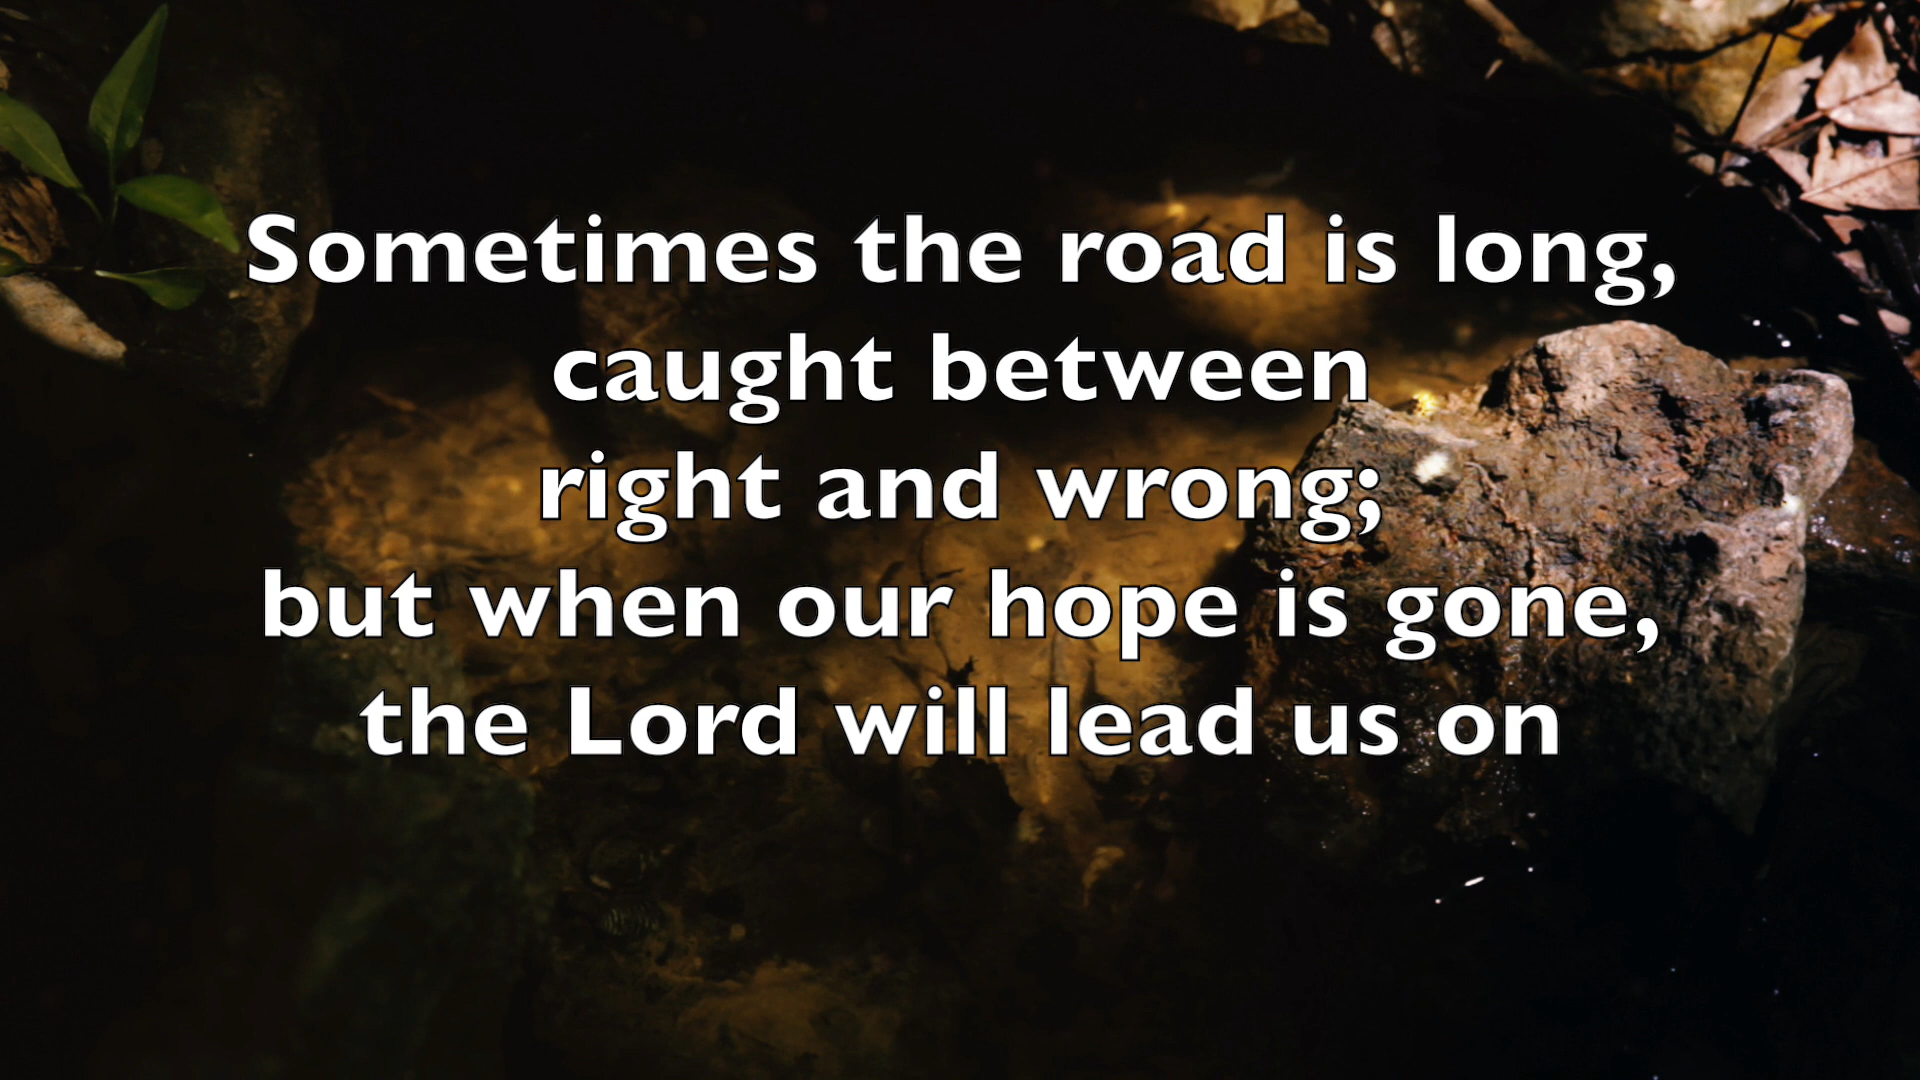 Sometimes the road is long,
caught between
right and wrong;
but when our hope is gone,
the Lord will lead us on